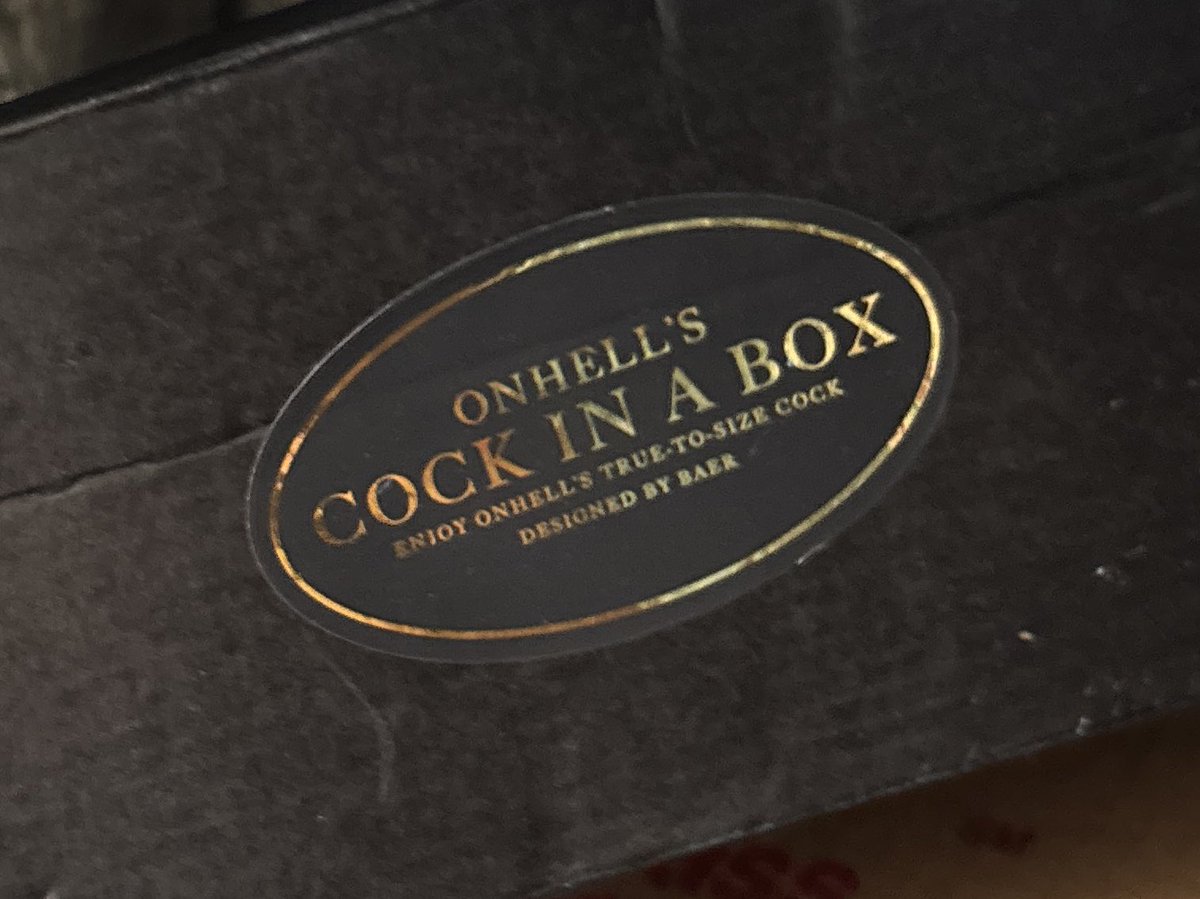 ONHELL'S
COCK IN A BOX
ENJOY ONHELL'S TRUE-TO-SIZE COCK
DESIGNED BY BAER